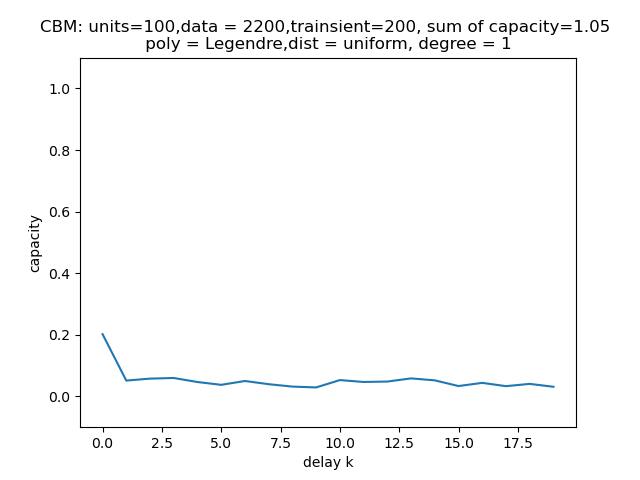 CBM: units=100,data = 2200,trainsient=200, sum of capacity=1.05
poly = Legendre,dist = uniform, degree = 1
1.0
0.8
0.6
0.4
0.2
0.0
capacity
0.0 2.5 5.0 7.5 10.0 12.5 15.0 17.5
delay k